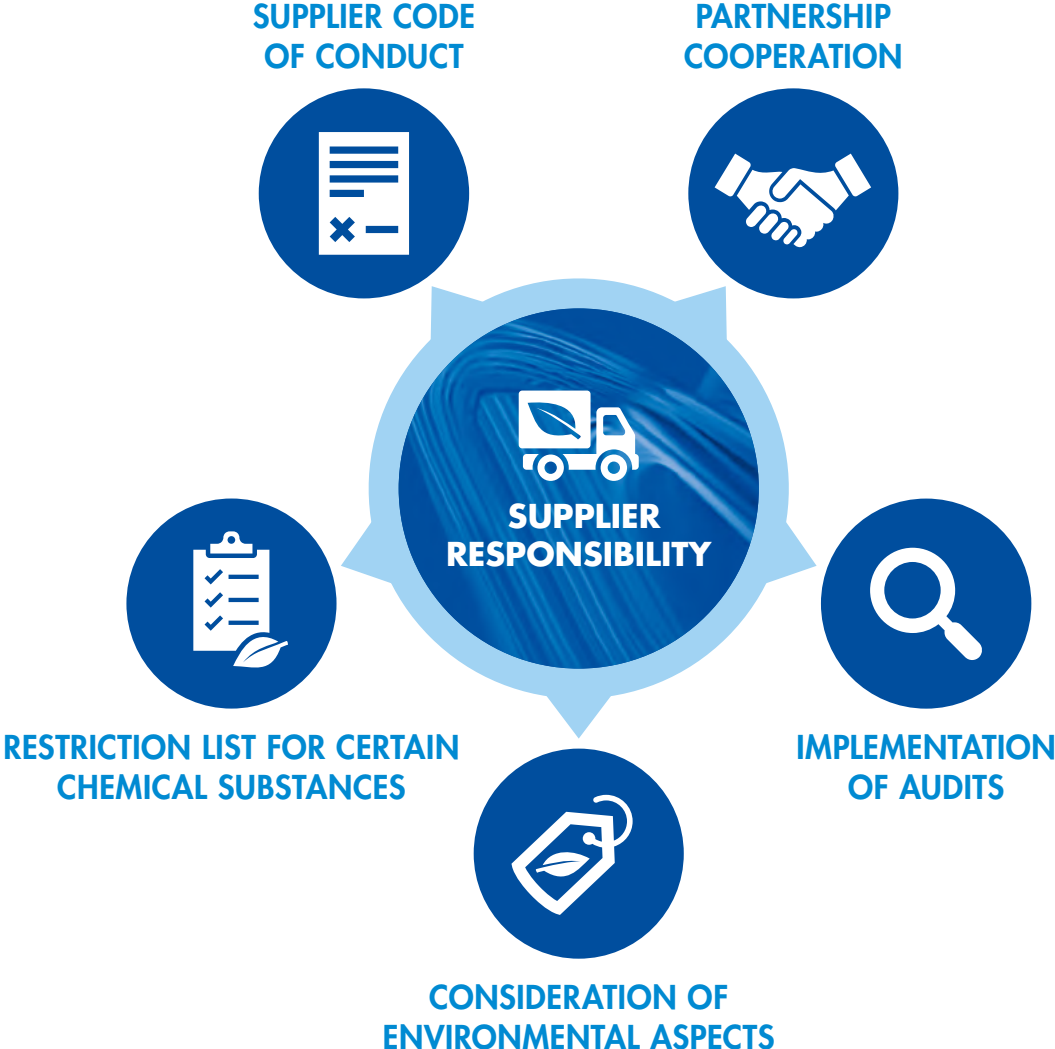 SUPPLIER CODE
OF CONDUCT
PARTNERSHIP
COOPERATION
SUPPLIER
RESPONSIBILITY
RESTRICTION LIST FOR CERTAIN
CHEMICAL SUBSTANCES
IMPLEMENTATION
OF AUDITS
CONSIDERATION OF
ENVIRONMENTAL ASPECTS